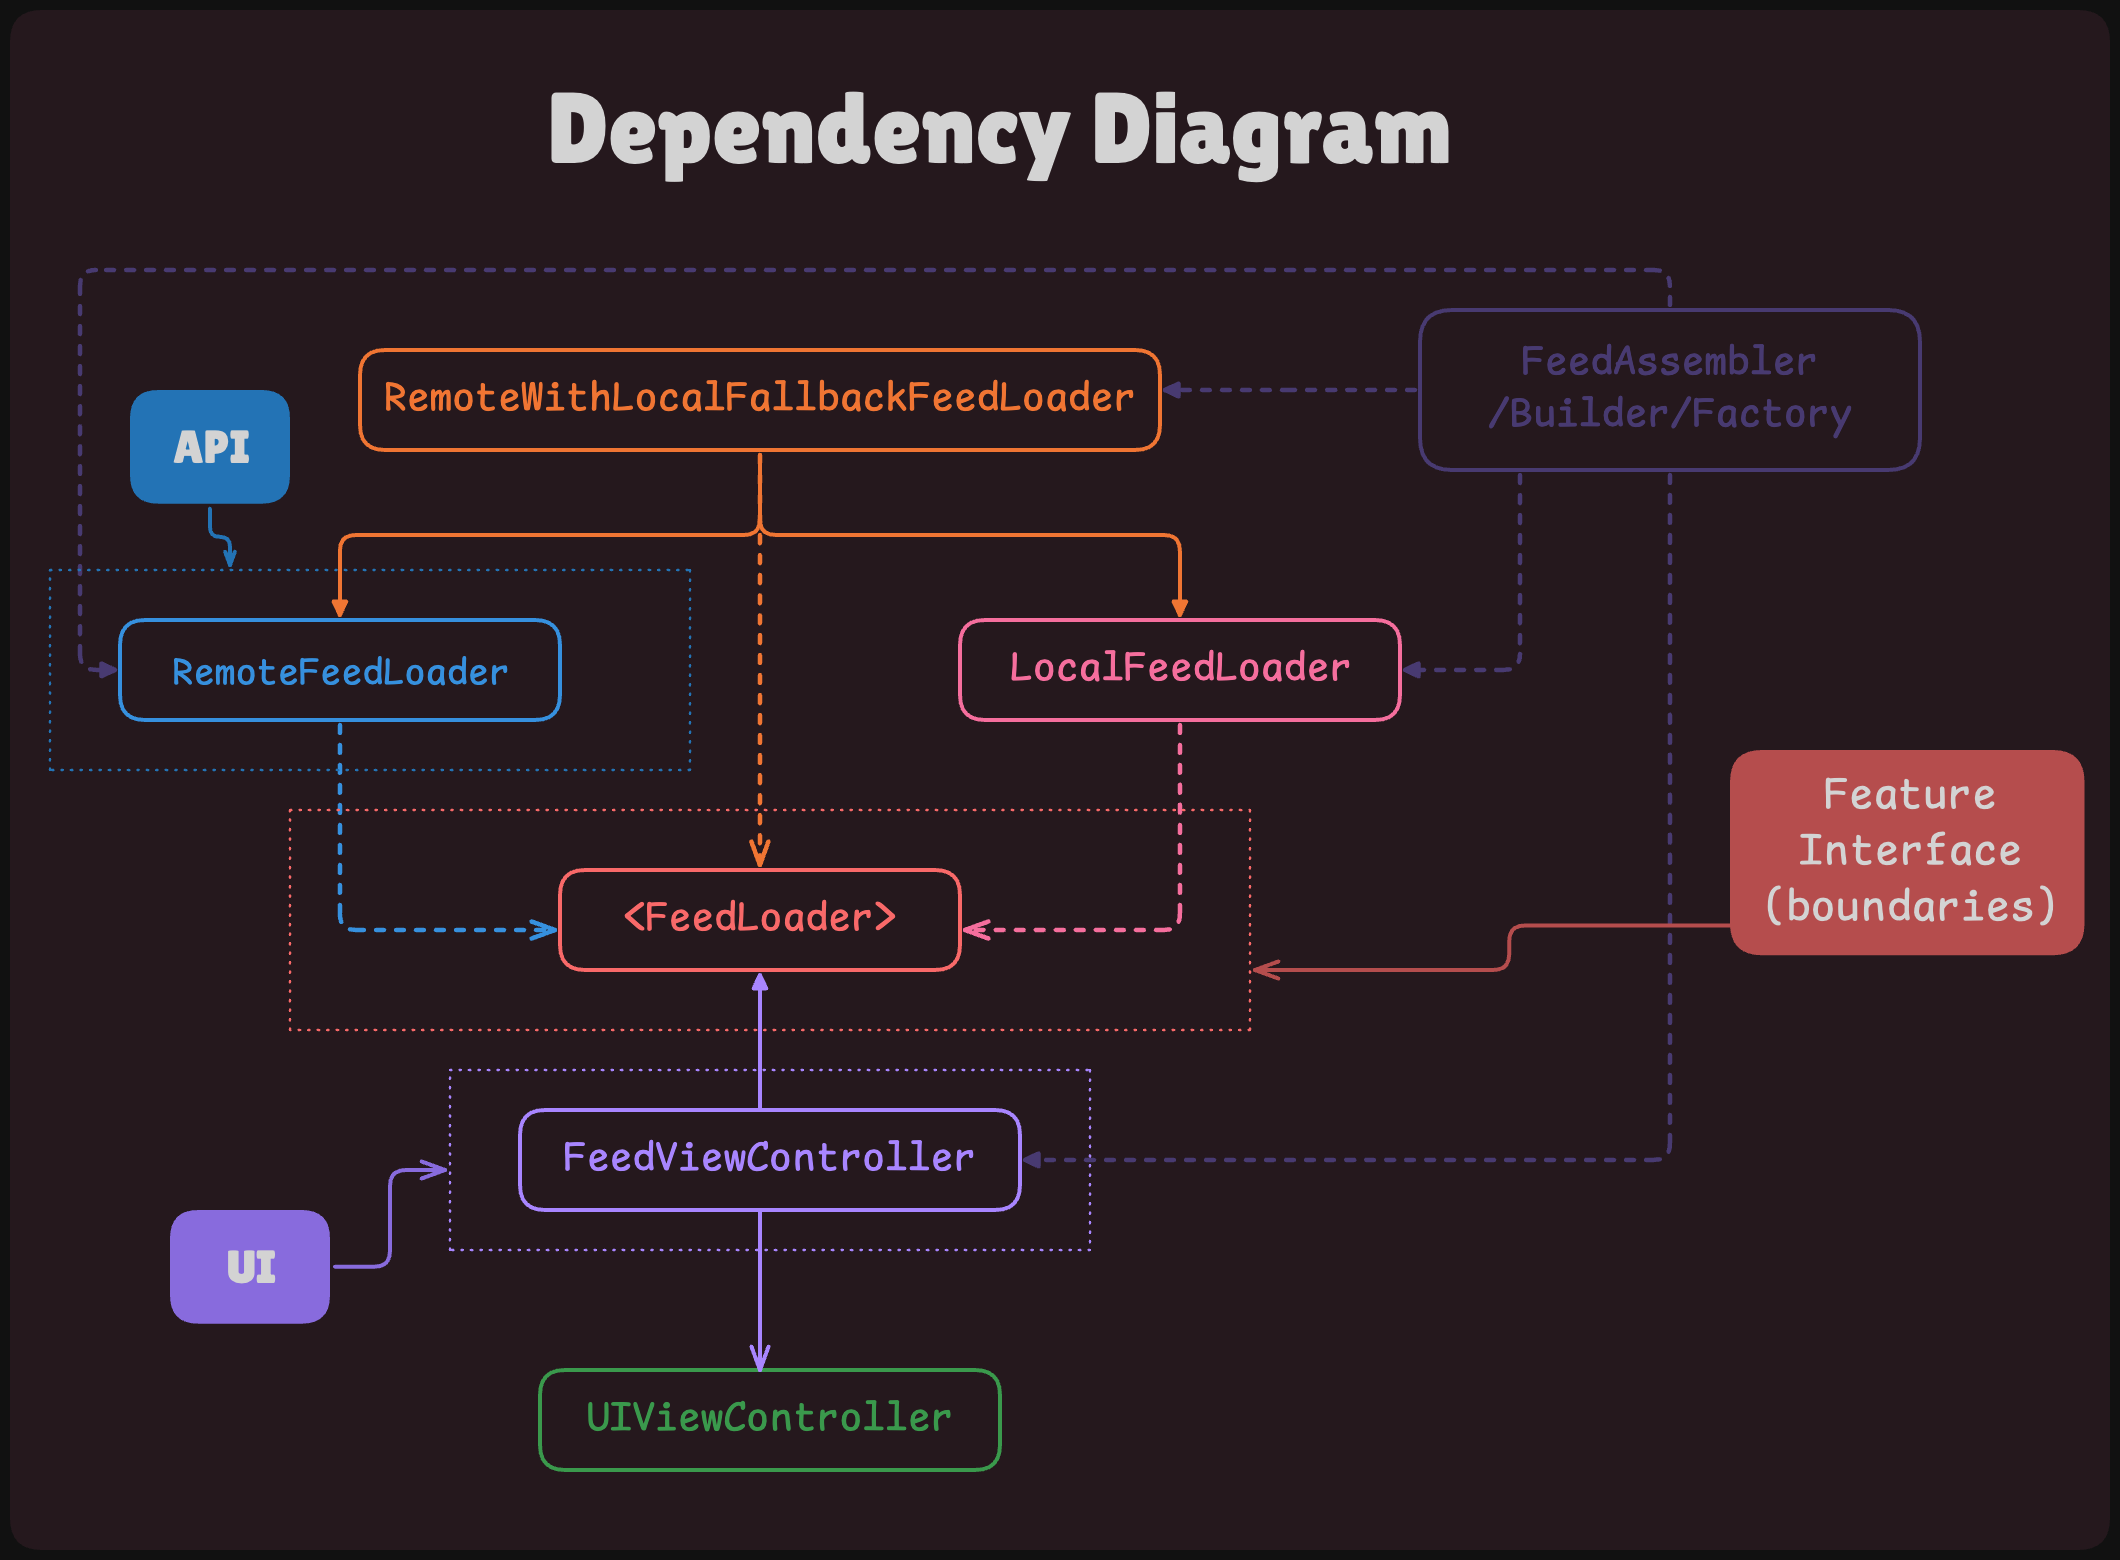 Dependency Diagram
FeedAssembler
/Builder/Factory
RemoteWithLocalFallbackFeedLoader
API
RemoteFeedLoader
LocalFeedLoader
Feature
Interface
(boundaries)
<FeedLoader>
FeedViewController
UI
UIViewController